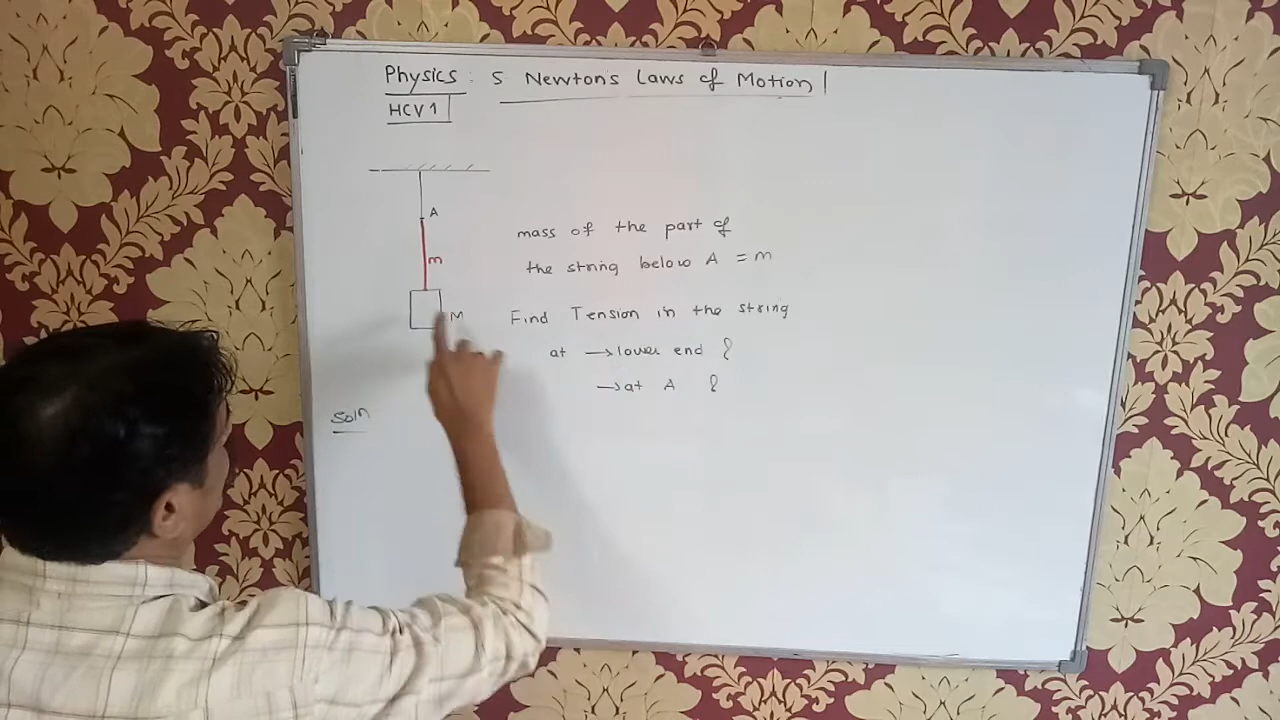 Physics : 5 Newton's Laws of Motion |
HCV 1
A
m
M
mass of the part of
the string below A = m
Find Tension in the string
at → lower end ?
→ at A ?
Soln